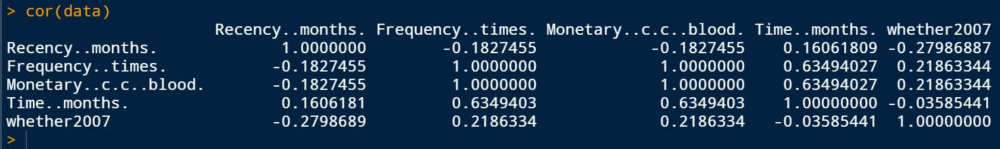 > cor(data)
                    Recency..months. Frequency..times. Monetary..c.c..blood. Time..months. whether2007
Recency..months.           1.0000000        -0.1827455            -0.1827455    0.16061809 -0.27986887
Frequency..times.         -0.1827455         1.0000000             1.0000000    0.63494027  0.21863344
Monetary..c.c..blood.     -0.1827455         1.0000000             1.0000000    0.63494027  0.21863344
Time..months.              0.1606181         0.6349403             0.6349403    1.00000000 -0.03585441
whether2007               -0.2798689         0.2186334             0.2186334   -0.03585441  1.00000000
>